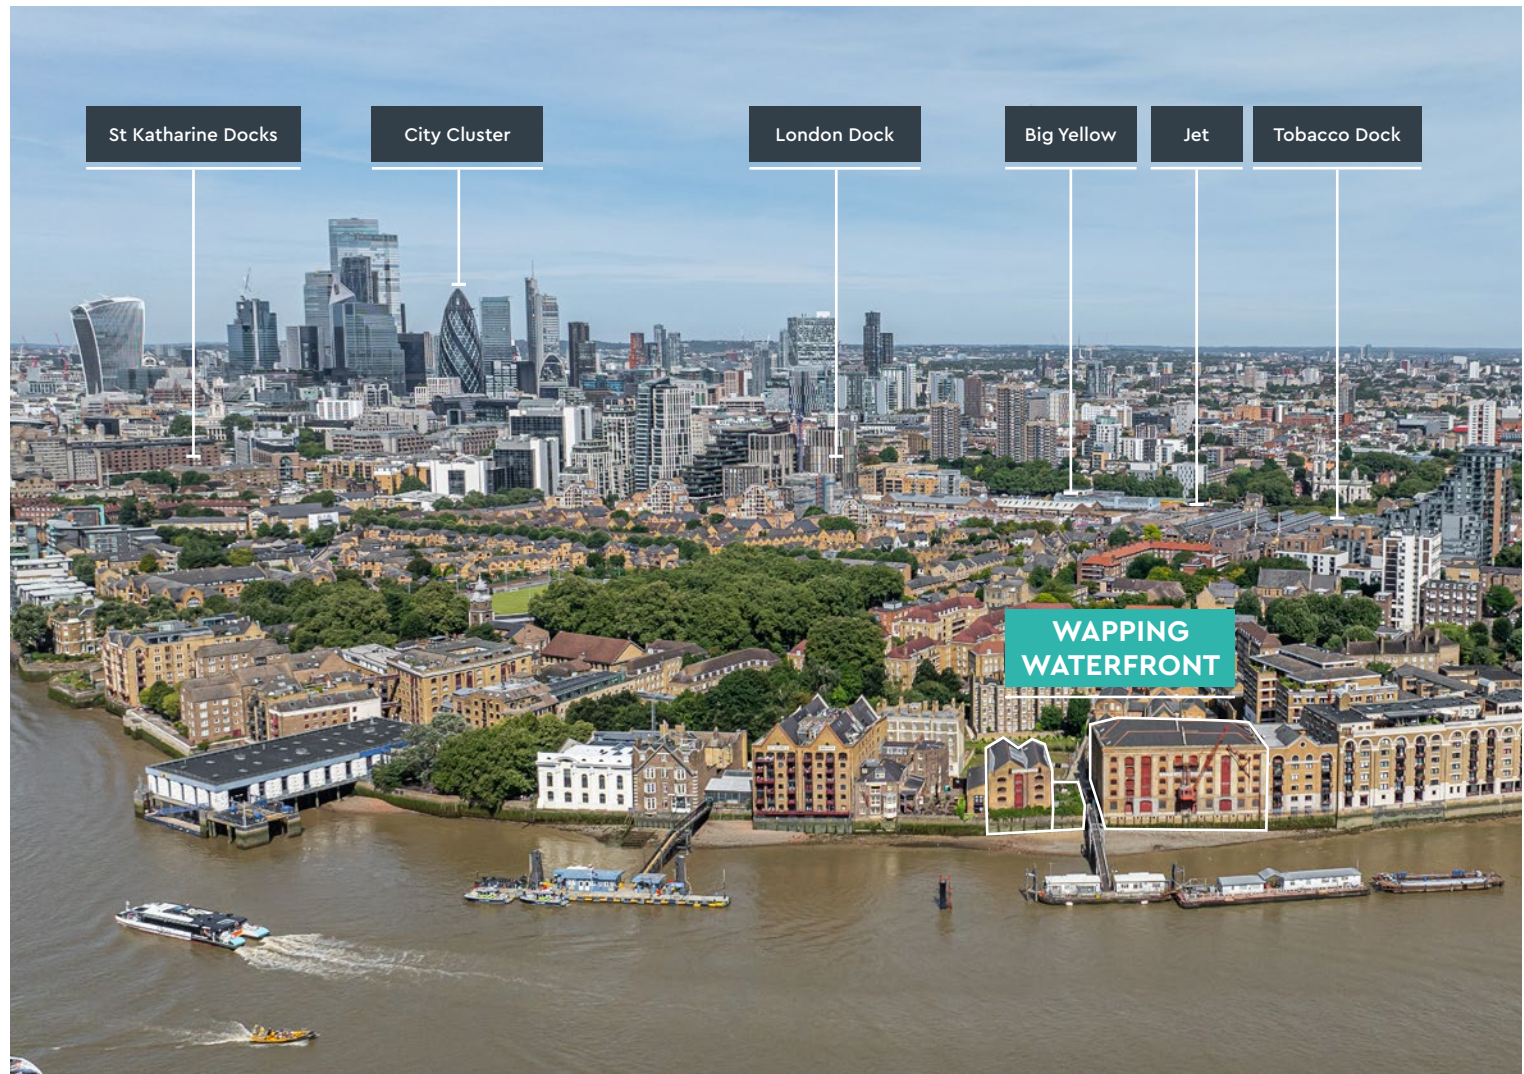 St Katharine Docks
City Cluster
London Dock
Big Yellow
Jet
Tobacco Dock
WAPPING
WATERFRONT